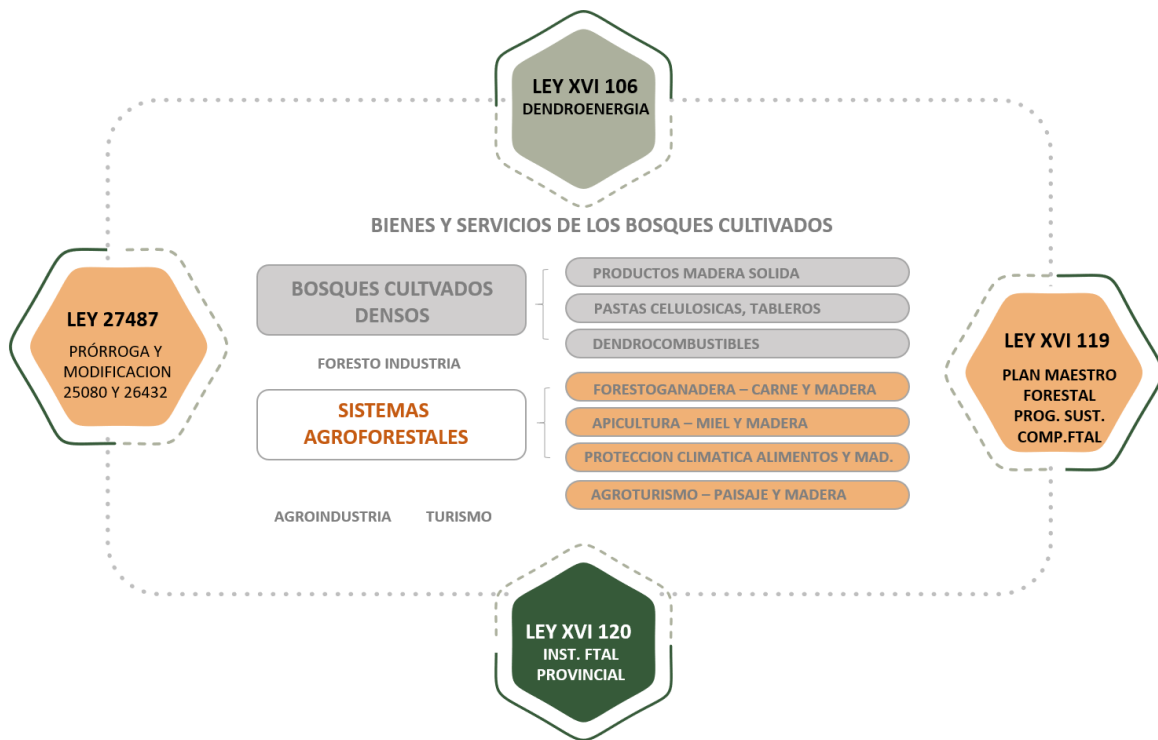 LEY XVI 106
DENDROENERGIA
BIENES Y SERVICIOS DE LOS BOSQUES CULTIVADOS
LEY 27487
PRÓRROGA Y
MODIFICACION
25080 Y 26432
BOSQUES CULTVADOS
DENSOS
PRODUCTOS MADERA SOLIDA
PASTAS CELULOSICAS, TABLEROS
DENDROCOMBUSTIBLES
FORESTO INDUSTRIA
SISTEMAS
AGROFORESTALES
FORESTOGANADERA – CARNE Y MADERA
APICULTURA – MIEL Y MADERA
PROTECCION CLIMATICA ALIMENTOS Y MAD.
AGROTURISMO – PAISAJE Y MADERA
AGROINDUSTRIA TURISMO
LEY XVI 119
PLAN MAESTRO
FORESTAL
PROG. SUST.
COMP.FTAL
LEY XVI 120
INST. FTAL
PROVINCIAL